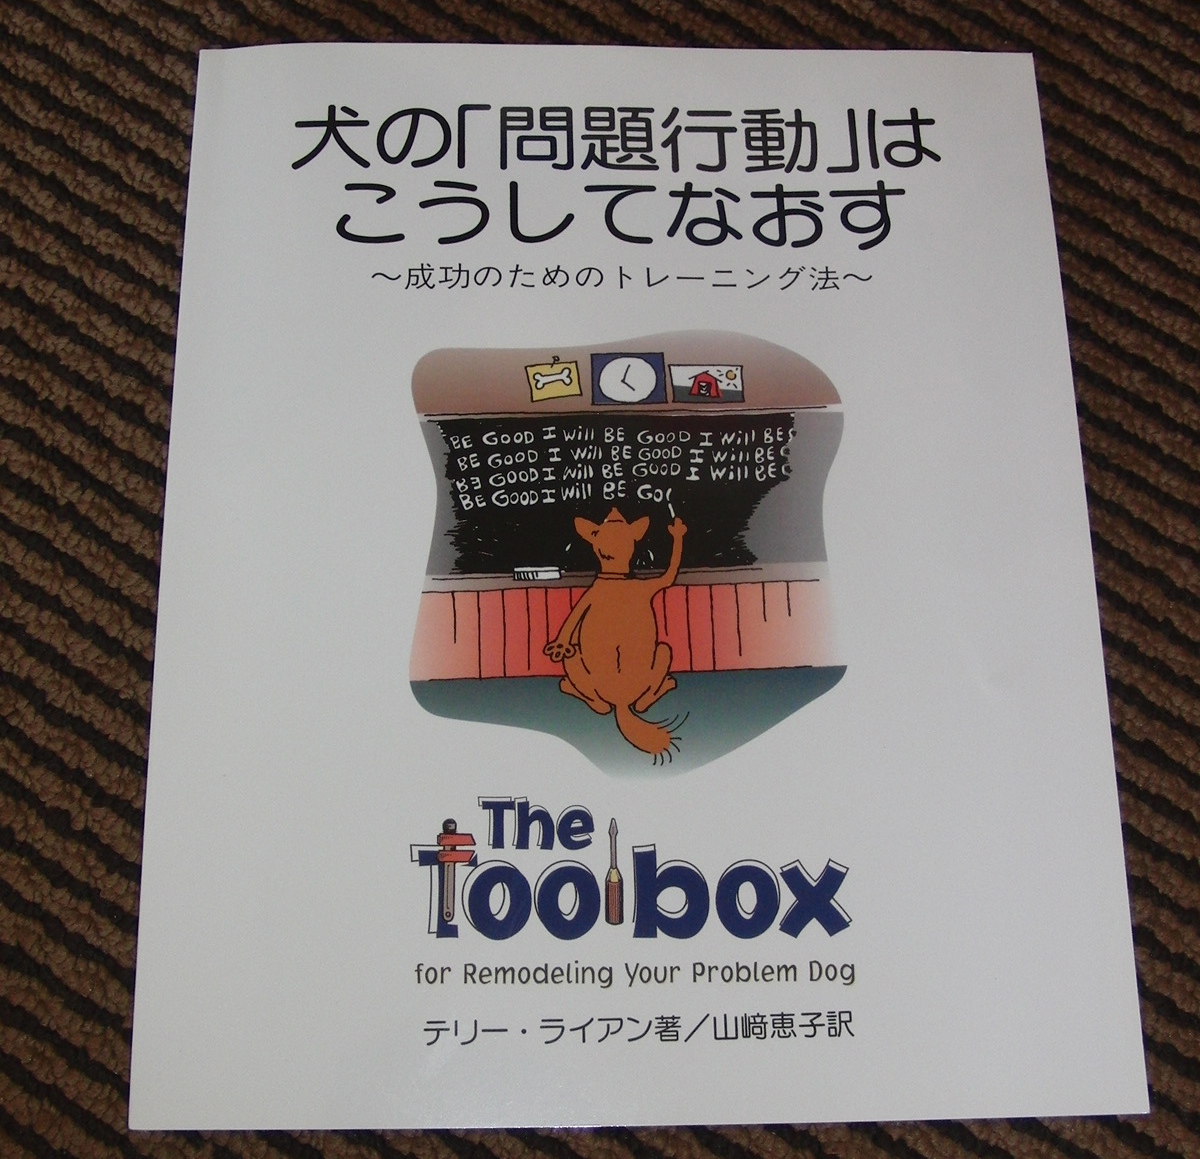 犬の「問題行動」は
こうしてなおす
～成功のためのトレーニング法～
BE GOOD I Will BE GOOD I Will BE
BE GOOD I Will BE GOOD I Will BE
BE GOOD I Will BE GOOD I Will BE
BE GOOD I Will BE GO
The
Toolbox
for Remodeling Your Problem Dog
テリー・ライアン著／山﨑恵子訳